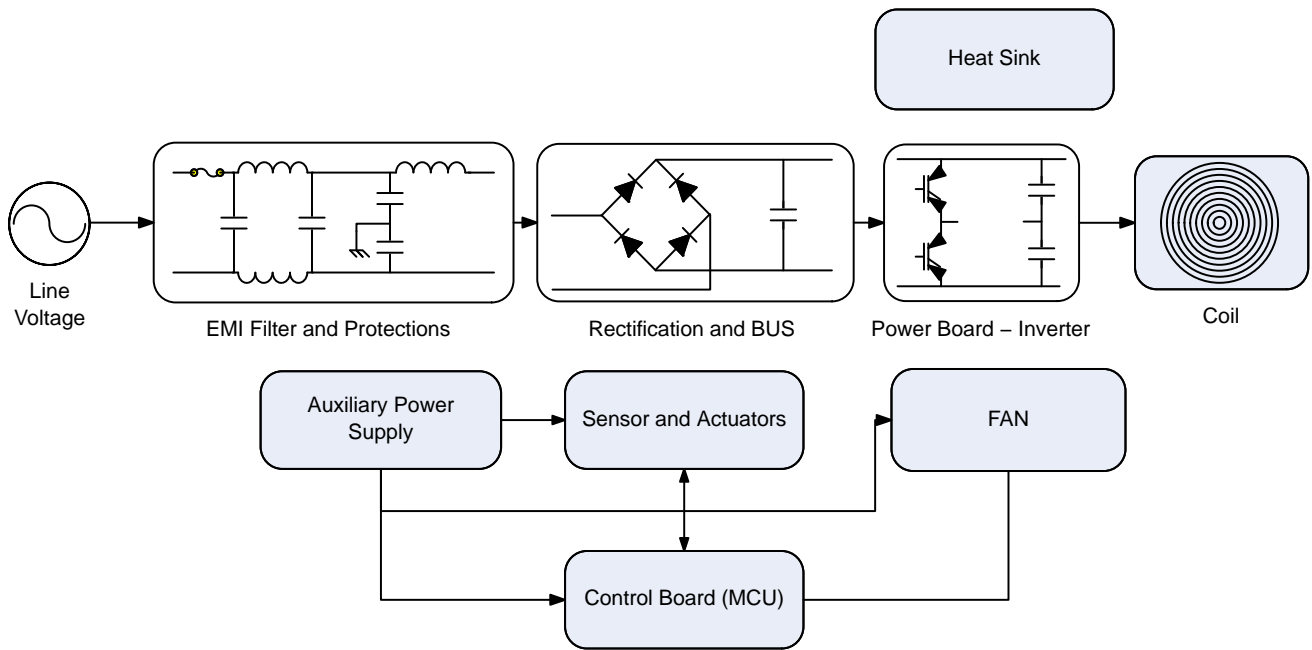 Heat Sink
Line
Voltage
EMI Filter and Protections
Rectification and BUS
Power Board – Inverter
Coil
Auxiliary Power
Supply
Sensor and Actuators
FAN
Control Board (MCU)